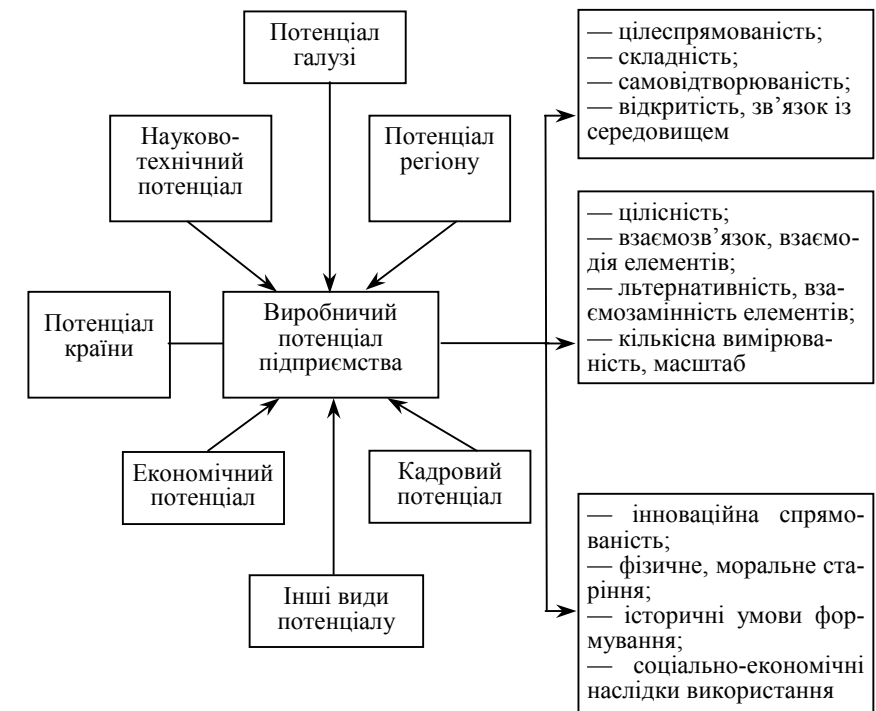 Потенціал
галузі
Науково-
технічний
потенціал
Потенціал
регіону
Потенціал
країни
Виробничий
потенціал
підприємства
Економічний
потенціал
Кадровий
потенціал
Інші види
потенціалу
— цілеспрямованість;
— складність;
— самовідтворюваність;
— відкритість, зв’язок із
середовищем
— цілісність;
— взаємозв’язок, взаємо-
дія елементів;
— льтернативність, вза-
ємозамінність елементів;
— кількісна вимірюва-
ність, масштаб
— інноваційна спрямо-
ваність;
— фізичне, моральне ста-
ріння;
— історичні умови фор-
мування;
— соціально-економічні
наслідки використання